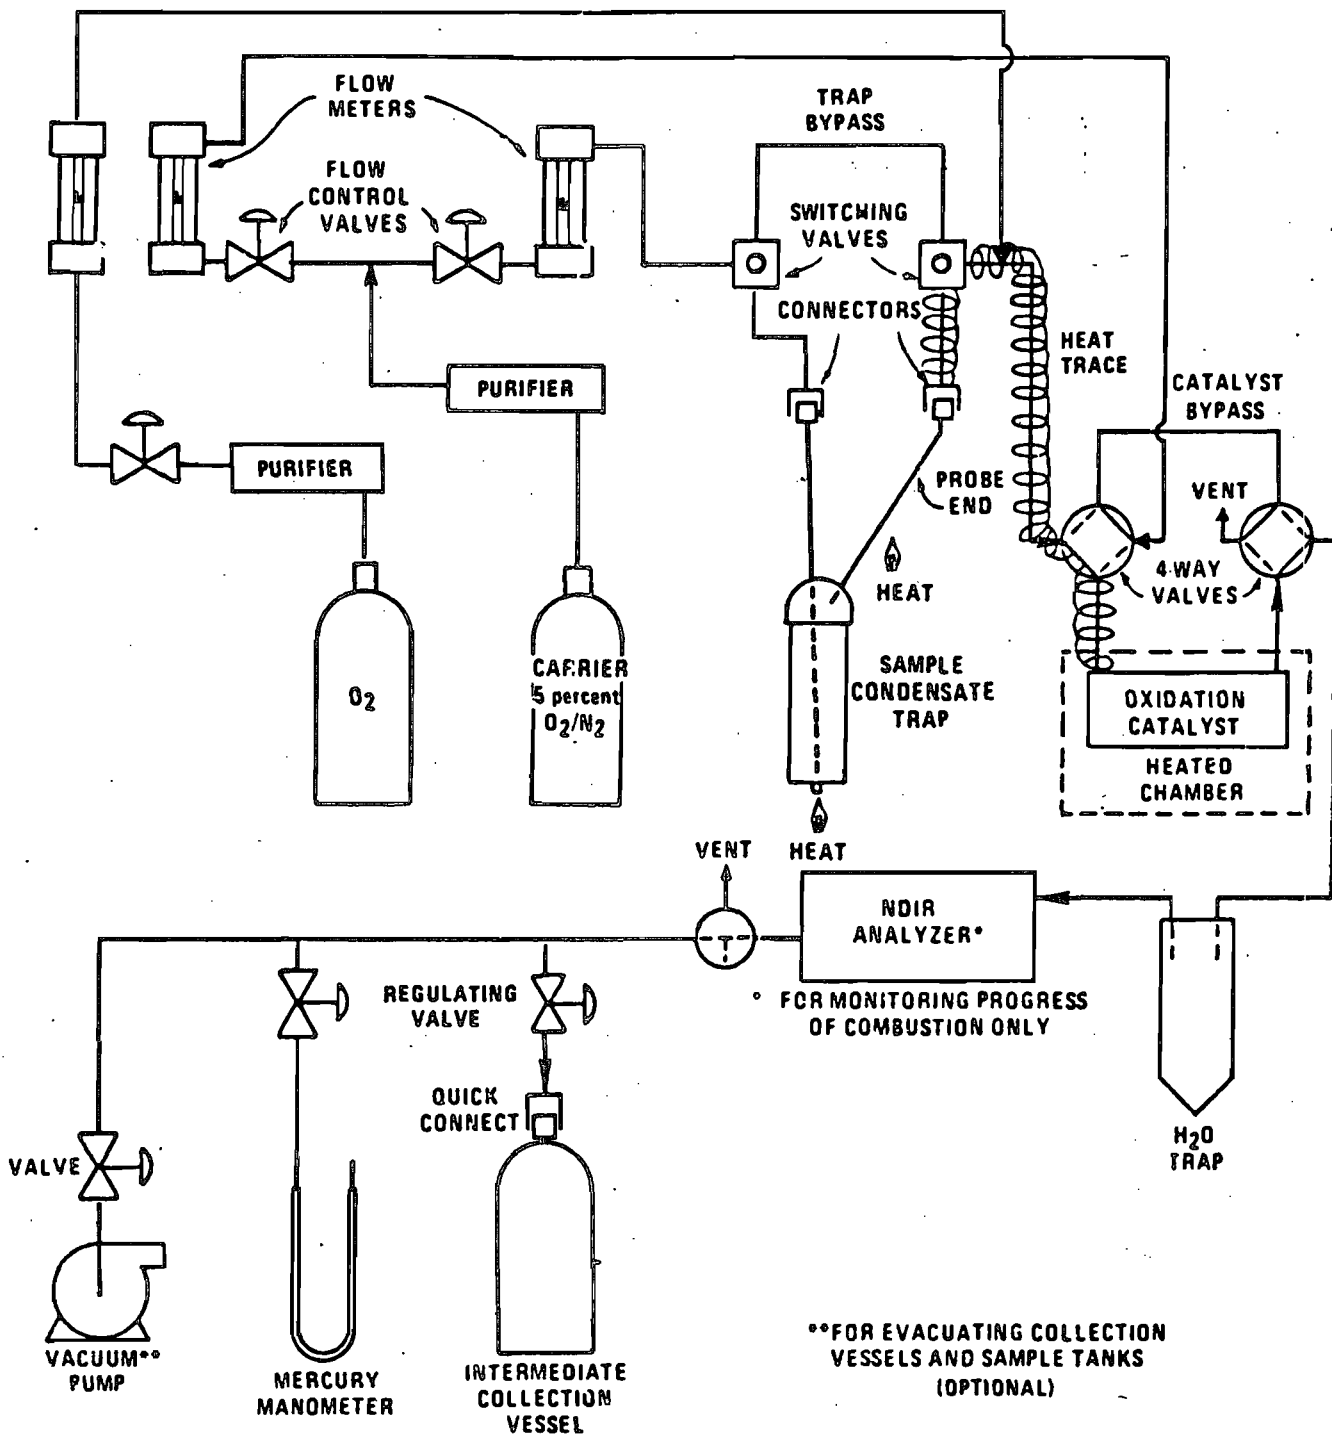 FLOW
METERS
TRAP
BYPASS
FLOW
CONTROL
VALVES
SWITCHING
VALVES
CONNECTORS
HEAT
TRACE
CATALYST
BYPASS
PURIFIER
PURIFIER
PROBE
END
VENT
4-WAY
VALVES
HEAT
O2
CARRIER
5 percent
O2/N2
SAMPLE
CONDENSATE
TRAP
OXIDATION
CATALYST
HEATED
CHAMBER
VENT
HEAT
NDIR
ANALYZER*
* FOR MONITORING PROGRESS
OF COMBUSTION ONLY
REGULATING
VALVE
QUICK
CONNECT
H2O
TRAP
VALVE
VACUUM**
PUMP
MERCURY
MANOMETER
INTERMEDIATE
COLLECTION
VESSEL
**FOR EVACUATING COLLECTION
VESSELS AND SAMPLE TANKS
(OPTIONAL)